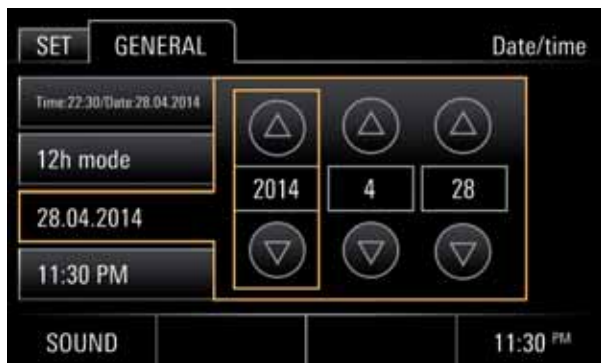 SET GENERAL Date/time
Time:22:30/Date:28.04.2014
12h mode
2014 4 28
28.04.2014
11:30 PM
SOUND 11:30 PM